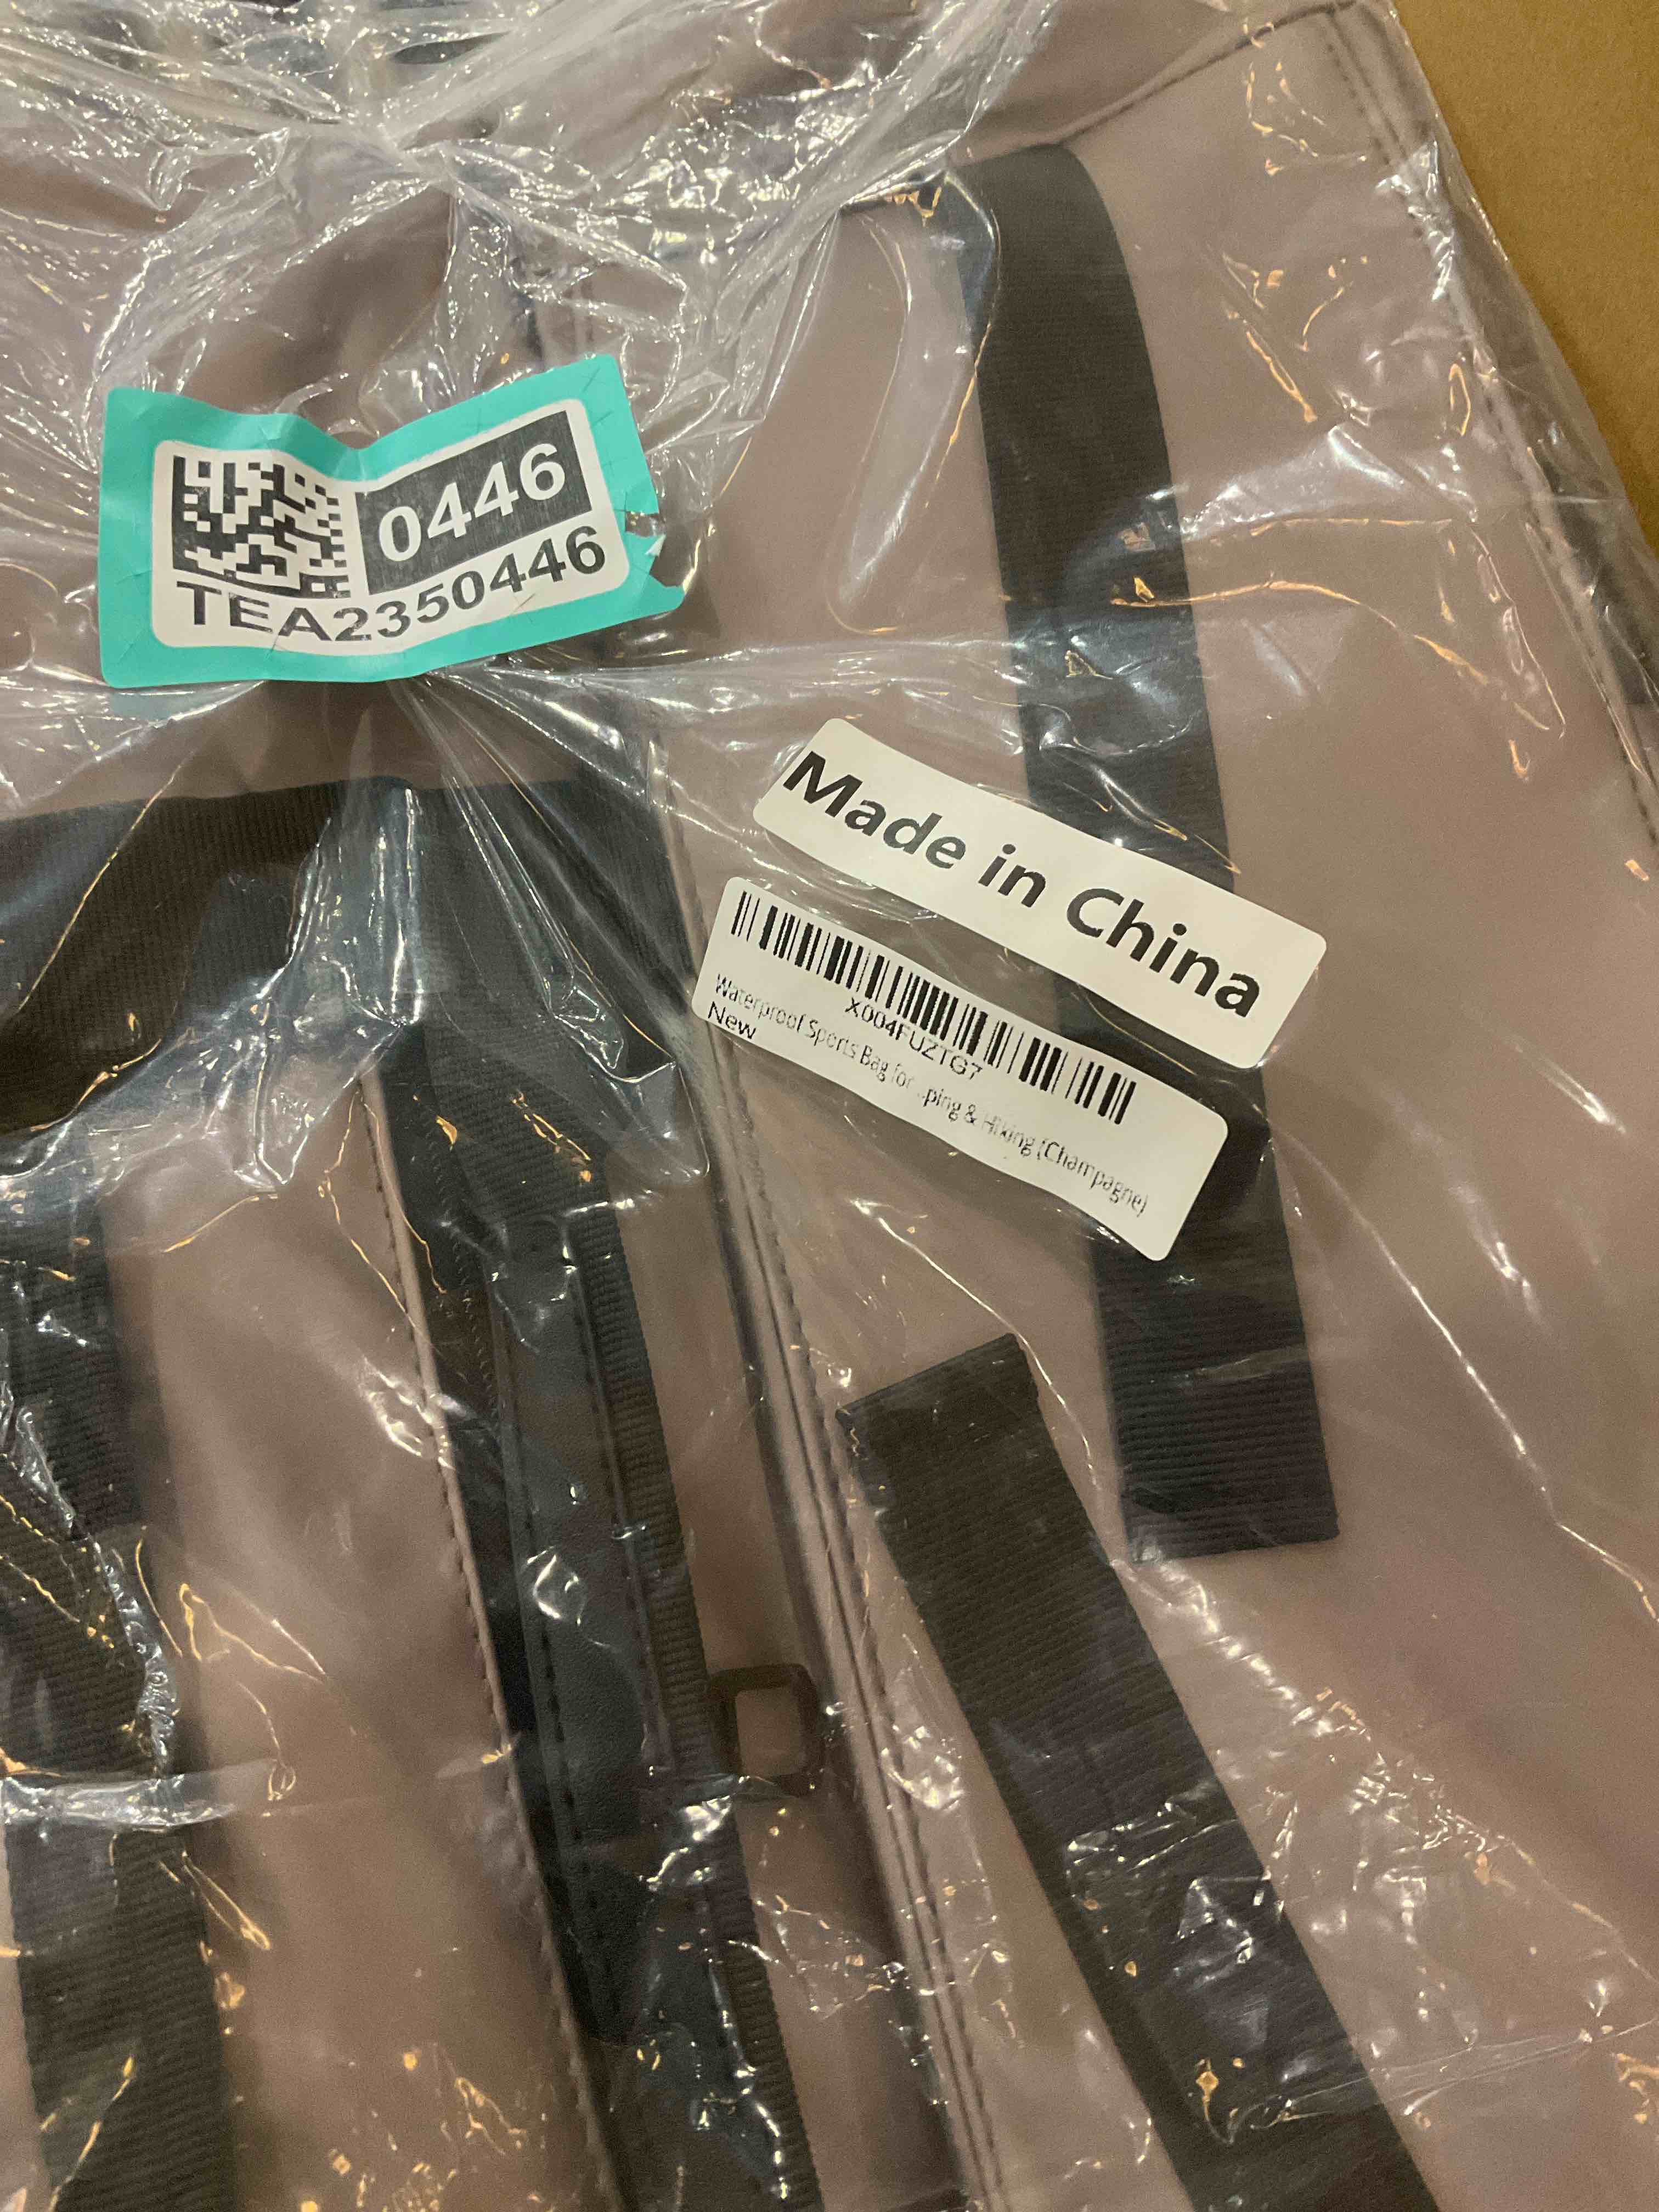 0446
TEA2350446
Made in China
X004FUZTG7
Waterproof Sports Bag for & Hiking (Champagne)
New